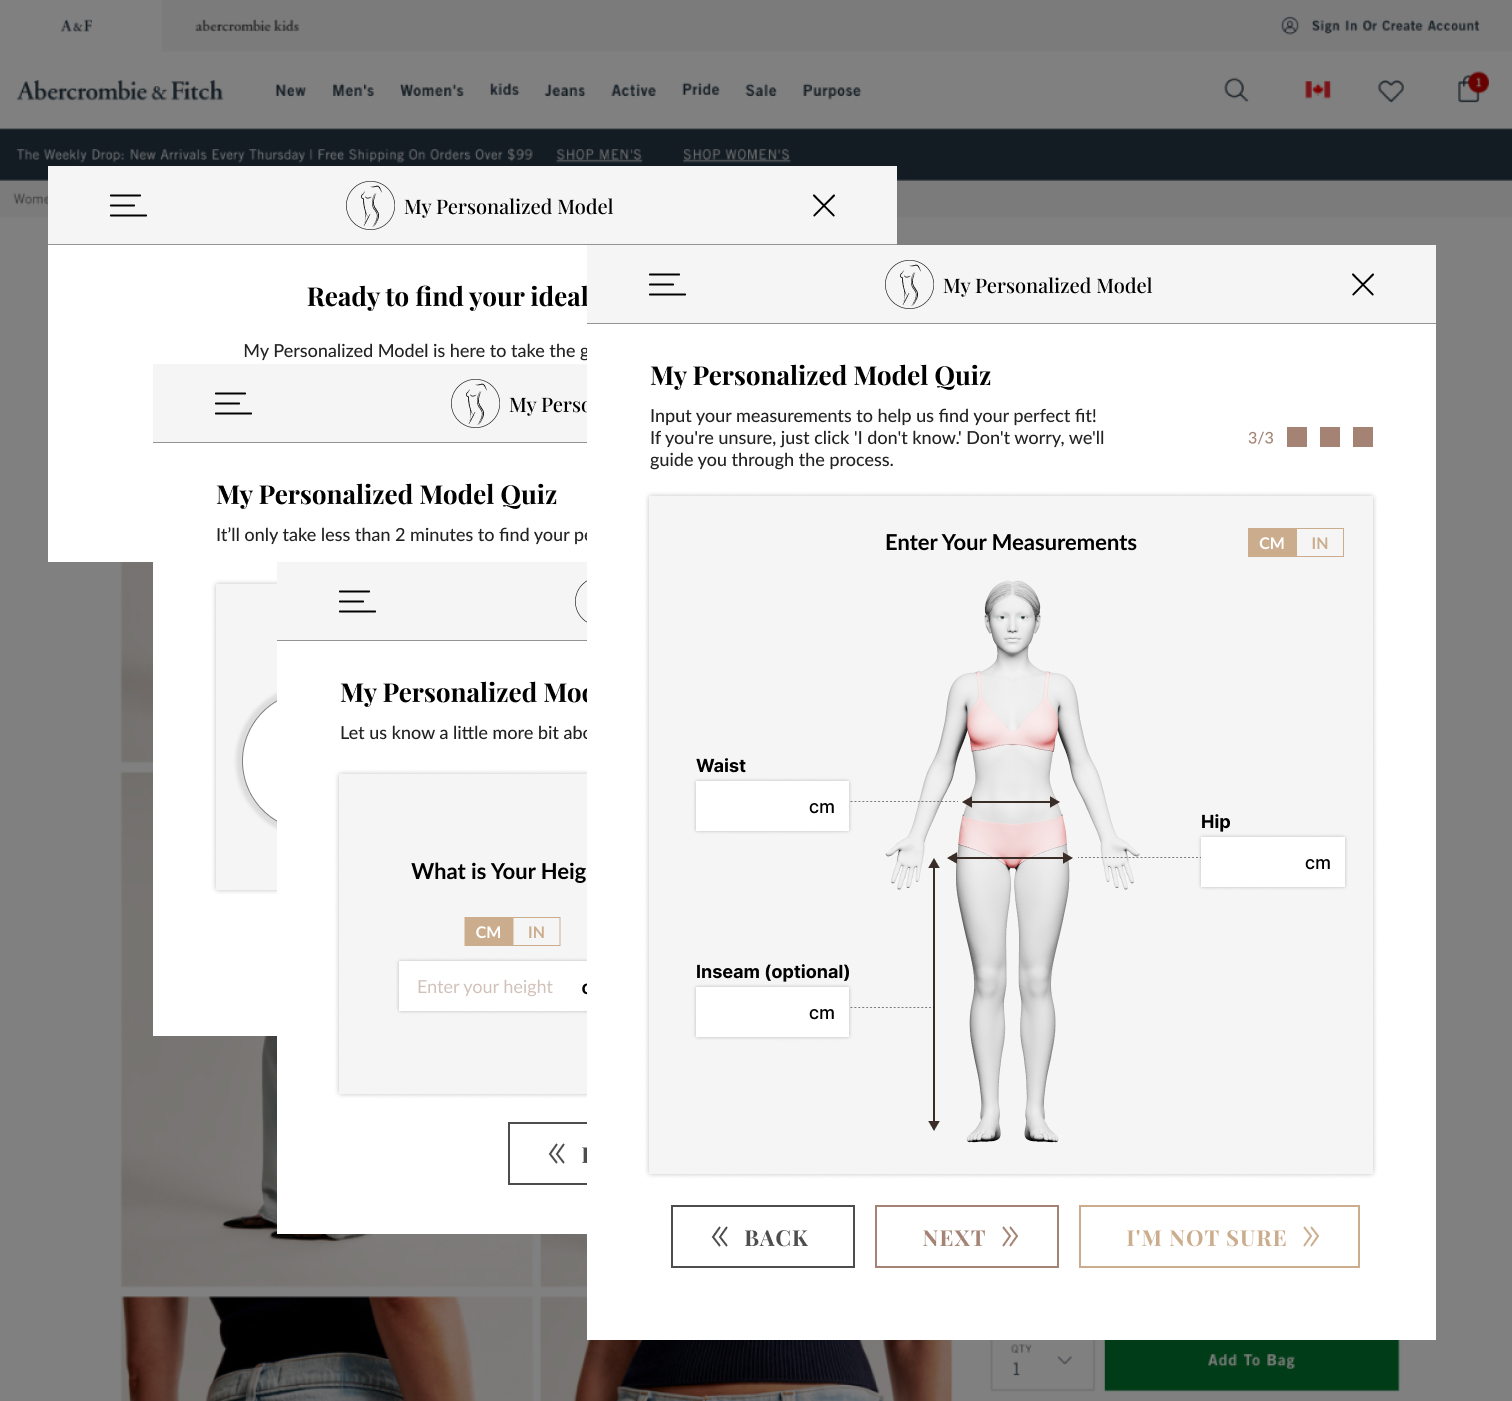 A&F
abercrombie kids
Sign In Or Create Account
Abercrombie & Fitch
New Men's Women's kids Jeans Active Pride Sale Purpose
1
The Weekly Drop: New Arrivals Every Thursday | Free Shipping On Orders Over $99 SHOP MEN'S SHOP WOMEN'S
My Personalized Model
Ready to find your ideal
My Personalized Model is here to take the
My Personalized Model Quiz
It'll only take less than 2 minutes to find your
My Personalized
Let us know a little more bit
What is Your
CM IN
Enter your height
My Personalized Model
My Personalized Model Quiz
Input your measurements to help us find your perfect fit!
If you're unsure, just click 'I don't know.' Don't worry, we'll
guide you through the process.
3/3
Enter Your Measurements
CM IN
Waist
cm
Hip
cm
Inseam (optional)
cm
« BACK
NEXT »
I'M NOT SURE »
QTY
1
Add To Bag